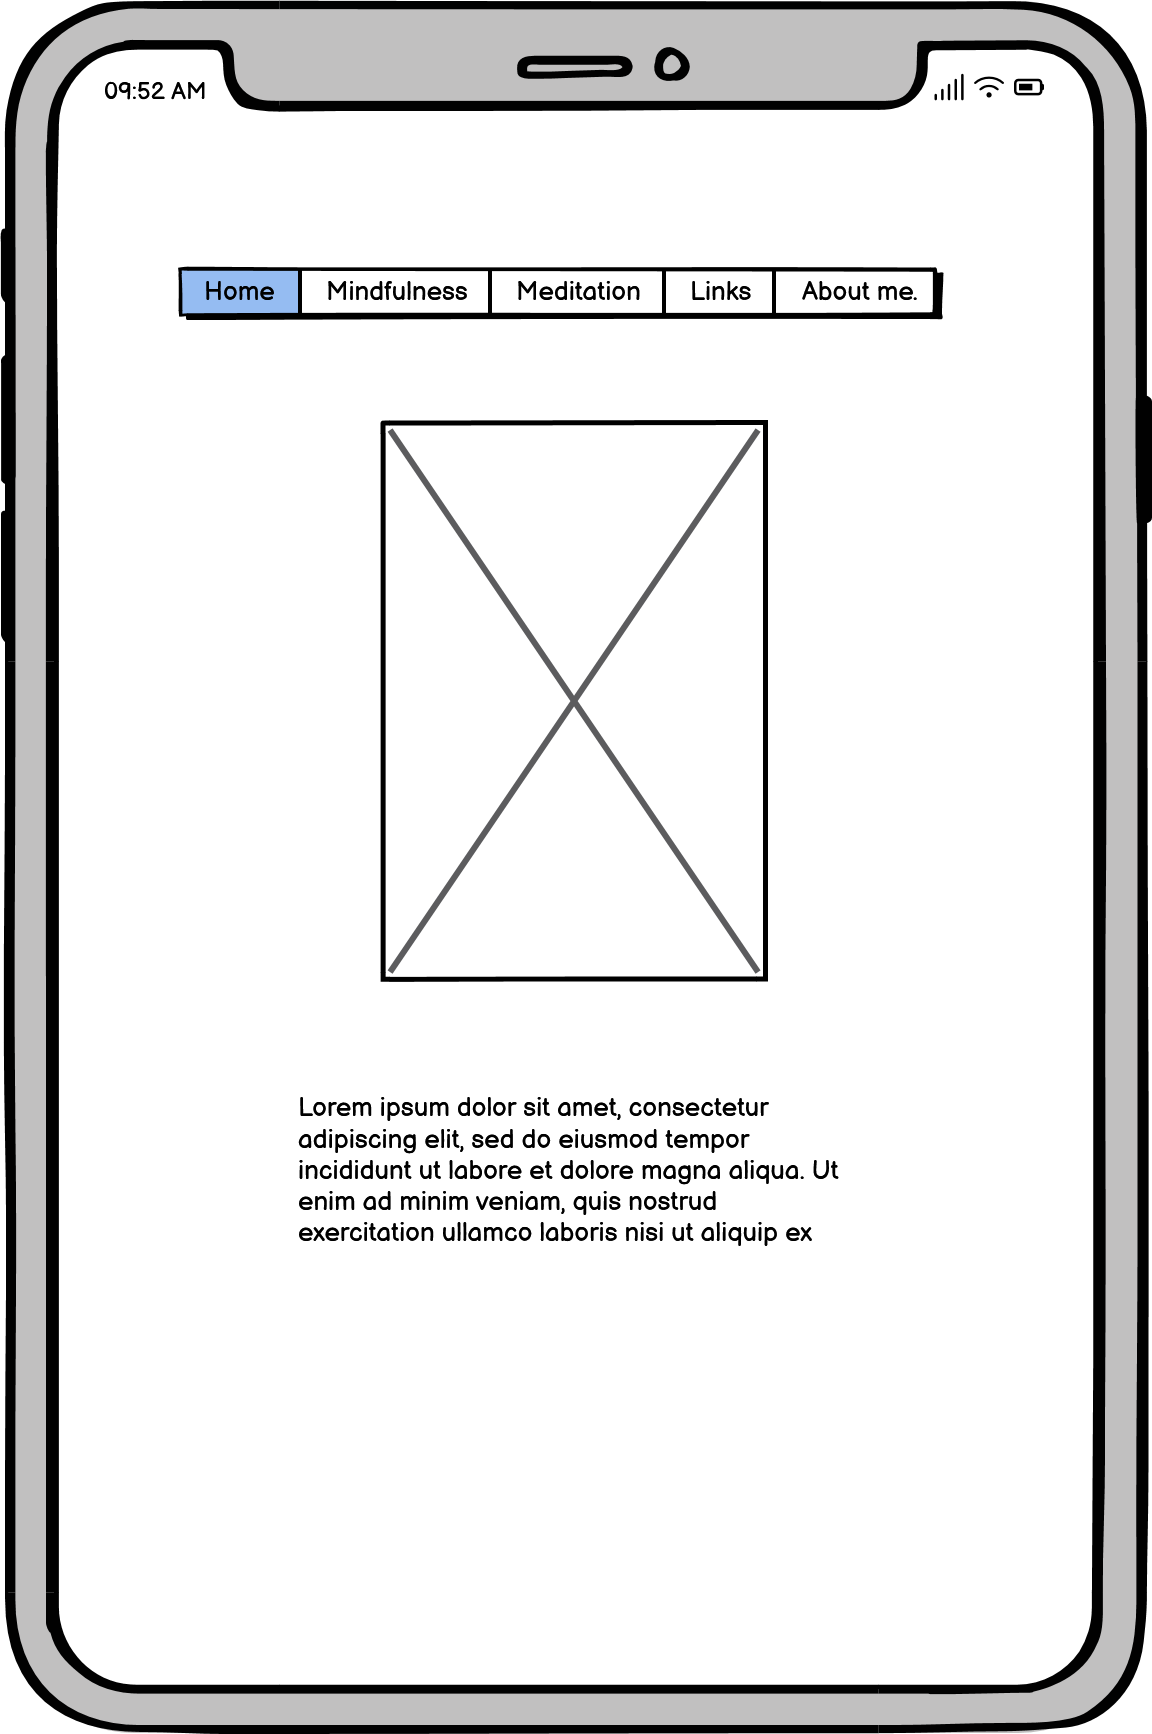 09:52 AM
Home Mindfulness Meditation Links About me.
Lorem ipsum dolor sit amet, consectetur
adipiscing elit, sed do eiusmod tempor
incididunt ut labore et dolore magna aliqua. Ut
enim ad minim veniam, quis nostrud
exercitation ullamco laboris nisi ut aliquip ex